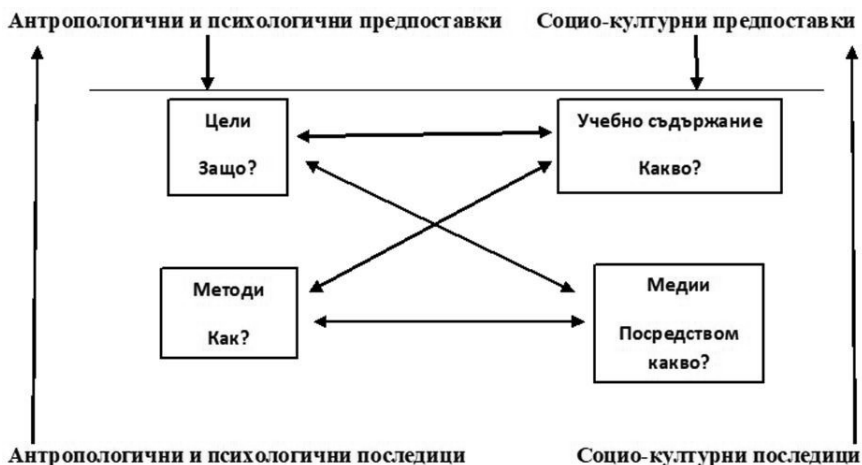 Антропологични и психологични предпоставки
Социо-културни предпоставки
Цели
Защо?
Учебно съдържание
Какво?
Методи
Как?
Медии
Посредством
какво?
Антропологични и психологични последици
Социо-културни последици